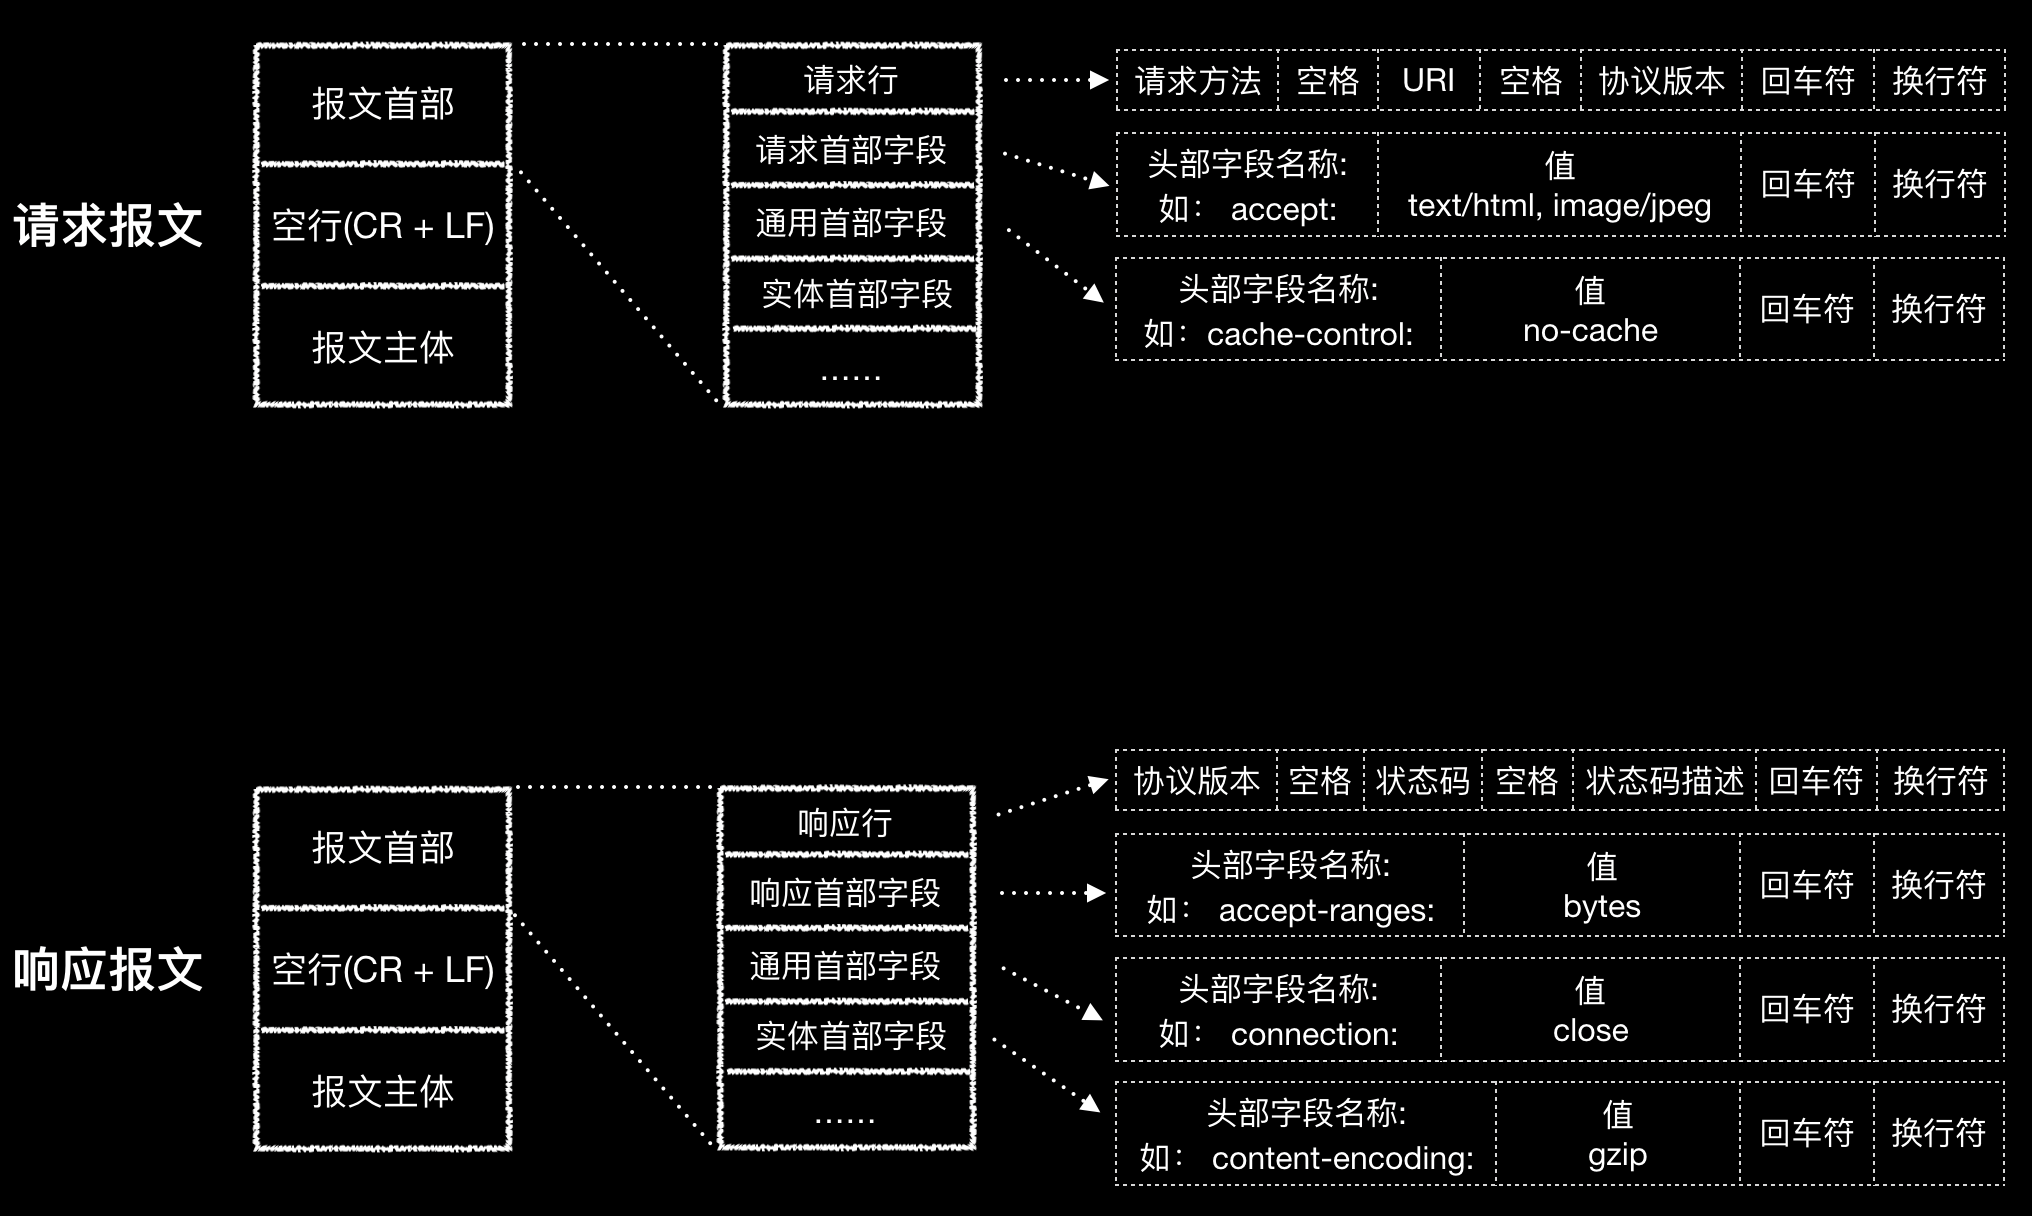 请求报文
报文首部
空行(CR + LF)
报文主体
请求行
请求首部字段
通用首部字段
实体首部字段
......
请求方法 空格 URI 空格 协议版本 回车符 换行符
头部字段名称:
如： accept:
值
text/html, image/jpeg
回车符 换行符
头部字段名称:
如：cache-control:
值
no-cache
回车符 换行符
响应报文
报文首部
空行(CR + LF)
报文主体
响应行
响应首部字段
通用首部字段
实体首部字段
......
协议版本 空格 状态码 空格 状态码描述 回车符 换行符
头部字段名称:
如： accept-ranges:
值
bytes
回车符 换行符
头部字段名称:
如： connection:
值
close
回车符 换行符
头部字段名称:
如： content-encoding:
值
gzip
回车符 换行符